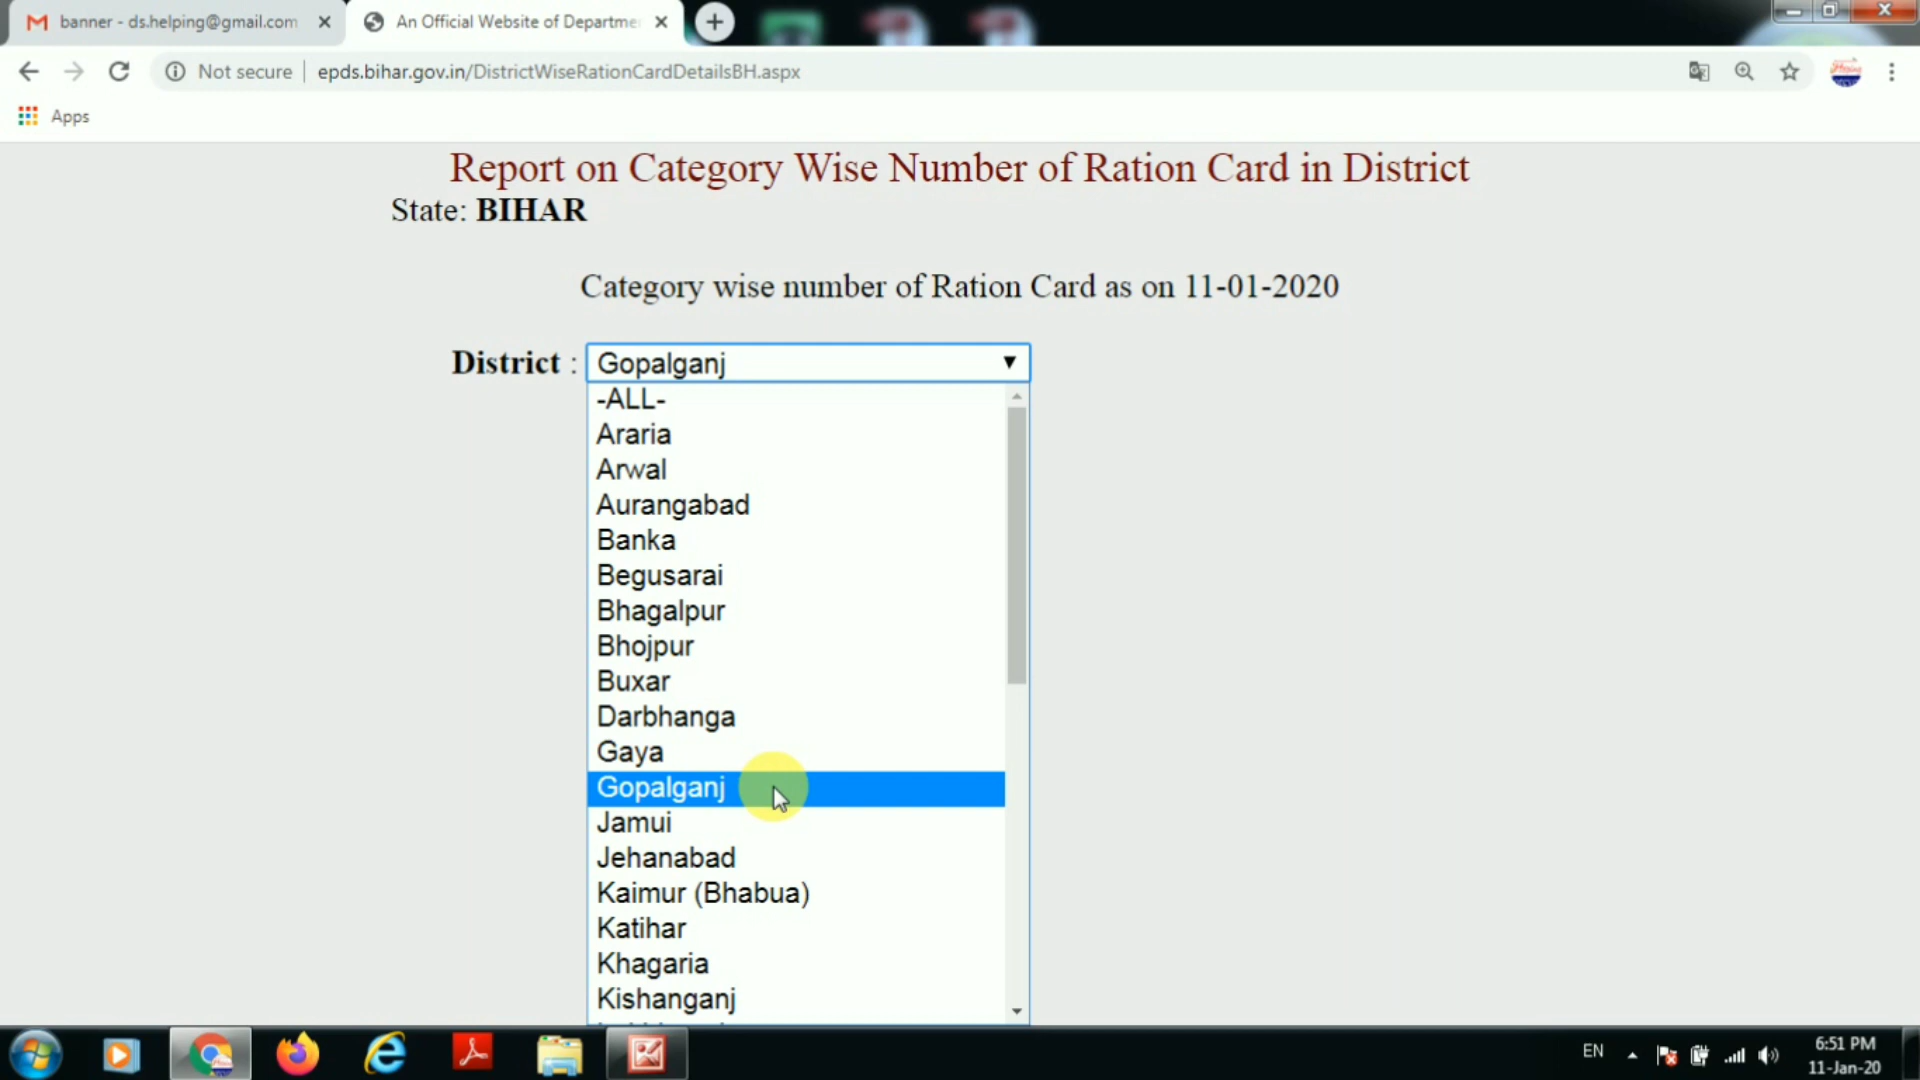 banner - ds.helping@gmail.com
An Official Website of Departme
Not secure
epds.bihar.gov.in/DistrictWiseRationCardDetailsBH.aspx
Apps
Report on Category Wise Number of Ration Card in District
State: BIHAR
Category wise number of Ration Card as on 11-01-2020
District : Gopalganj
-ALL-
Araria
Arwal
Aurangabad
Banka
Begusarai
Bhagalpur
Bhojpur
Buxar
Darbhanga
Gaya
Gopalganj
Jamui
Jehanabad
Kaimur (Bhabua)
Katihar
Khagaria
Kishanganj
EN
6:51 PM
11-Jan-20